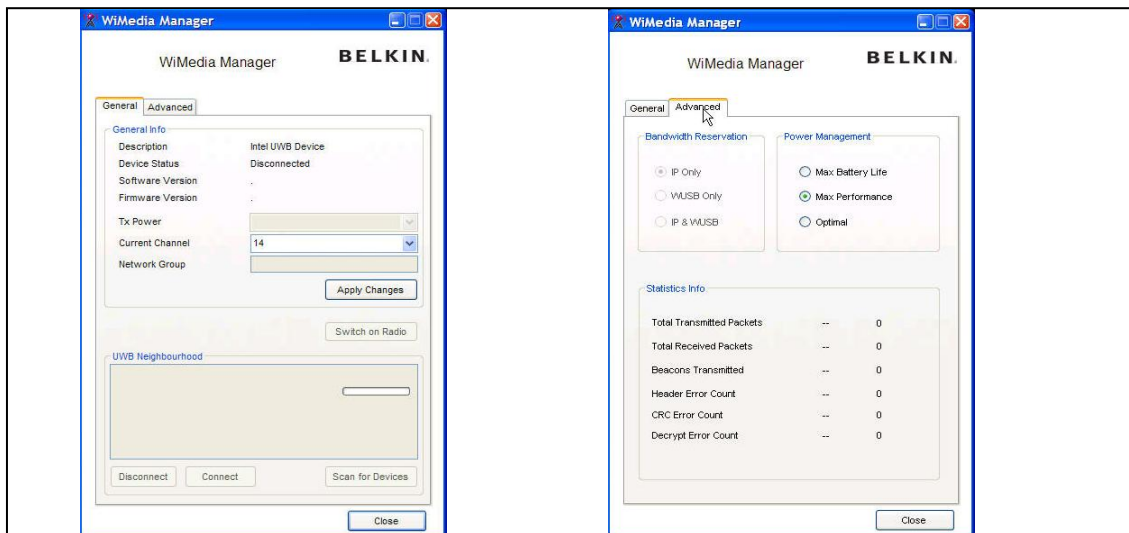 WiMedia Manager
WiMedia Manager
BELKIN.
General Advanced
General Info
Description Intel UWB Device
Device Status Disconnected
Software Version .
Firmware Version .
Tx Power
Current Channel 14
Network Group
Apply Changes
Switch on Radio
UWB Neighbourhood
Disconnect Connect Scan for Devices
Close
WiMedia Manager
WiMedia Manager
BELKIN.
General Advanced
Bandwidth Reservation Power Management
IP Only Max Battery Life
WUSB Only Max Performance
IP & WUSB Optimal
Statistics Info
Total Transmitted Packets -- 0
Total Received Packets -- 0
Beacons Transmitted -- 0
Header Error Count -- 0
CRC Error Count -- 0
Decrypt Error Count -- 0
Close